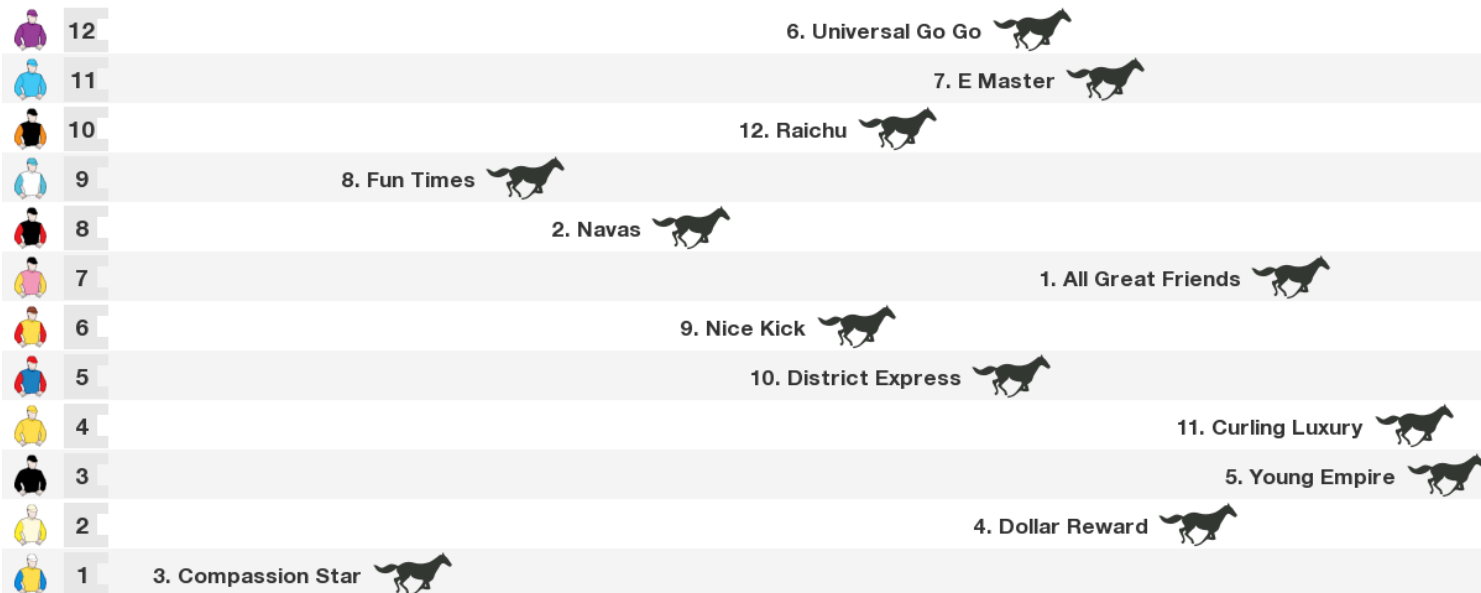 12 6. Universal Go Go
11 7. E Master
10 12. Raichu
9 8. Fun Times
8 2. Navas
7 1. All Great Friends
6 9. Nice Kick
5 10. District Express
4 11. Curling Luxury
3 5. Young Empire
2 4. Dollar Reward
1 3. Compassion Star